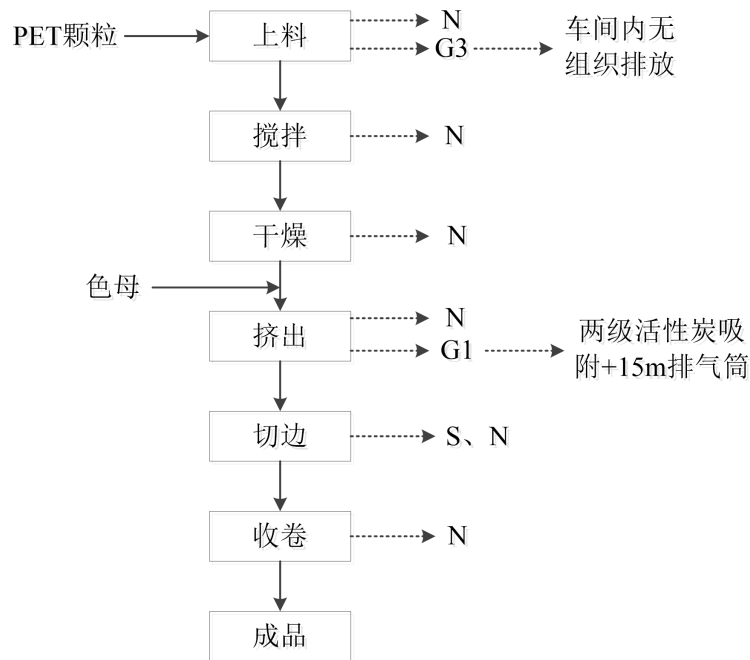 PET颗粒
上料
N
G3
车间内无
组织排放
搅拌
N
干燥
N
色母
挤出
N
G1
两级活性炭吸
附+15m排气筒
切边
S、N
收卷
N
成品